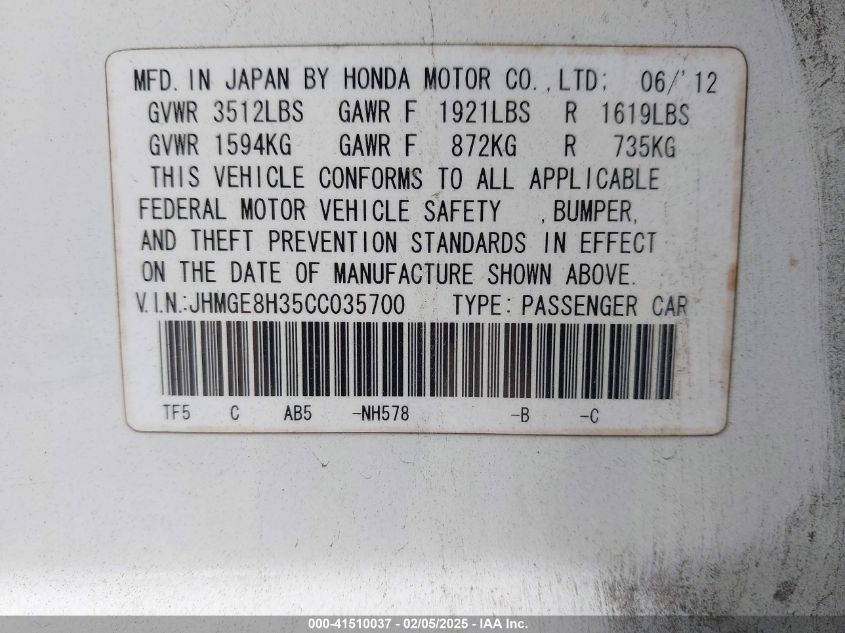 MFD. IN JAPAN BY HONDA MOTOR CO., LTD; 06/'12
GVWR 3512LBS GAWR F 1921LBS R 1619LBS
GVWR 1594KG GAWR F 872KG R 735KG
THIS VEHICLE CONFORMS TO ALL APPLICABLE
FEDERAL MOTOR VEHICLE SAFETY , BUMPER,
AND THEFT PREVENTION STANDARDS IN EFFECT
ON THE DATE OF MANUFACTURE SHOWN ABOVE.
V.I.N.:JHMGE8H35CC035700 TYPE: PASSENGER CAR
TF5 C AB5 -NH578 -B -C
000-41510037 - 02/05/2025 - IAA Inc.